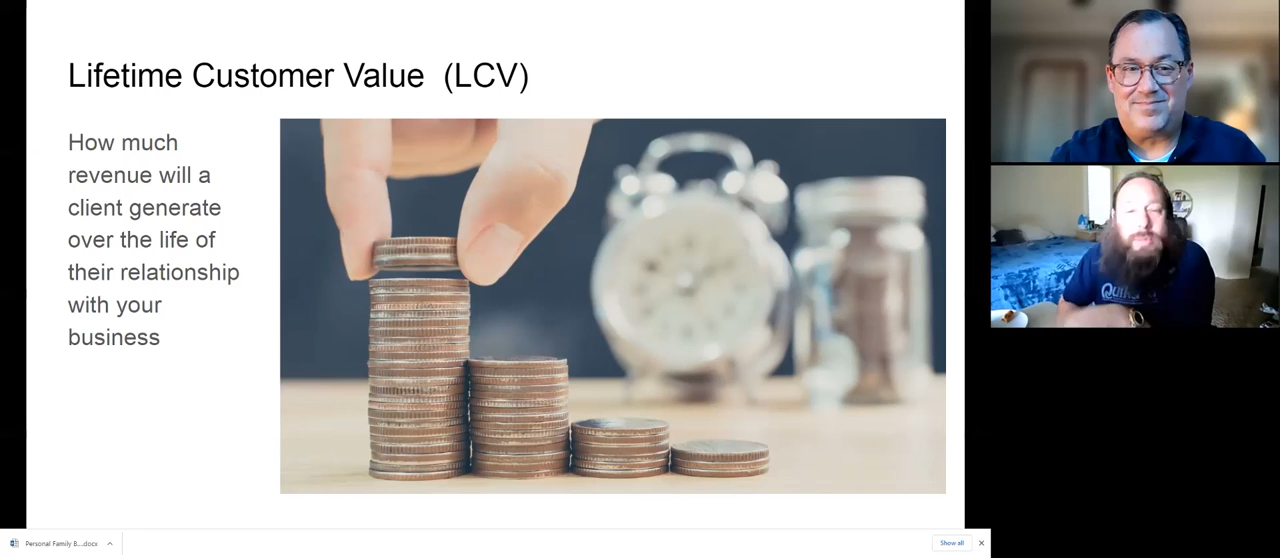 Lifetime Customer Value (LCV)
How much
revenue will a
client generate
over the life of
their relationship
with your
business
Personal Family B....docx
Show all